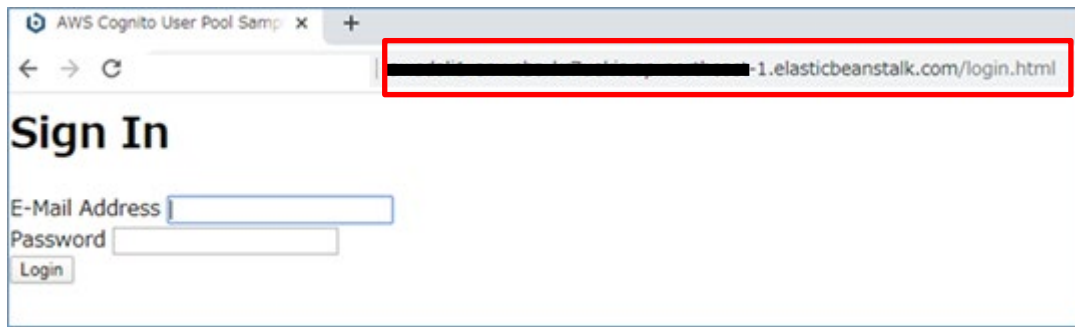 AWS Cognito User Pool Samp
-1.elasticbeanstalk.com/login.html
Sign In
E-Mail Address
Password
Login